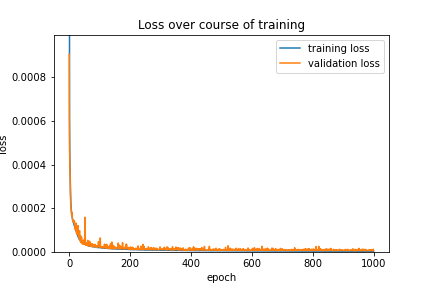 Loss over course of training
training loss
validation loss
0.0008
0.0006
0.0004
0.0002
0.0000
loss
0 200 400 600 800 1000
epoch